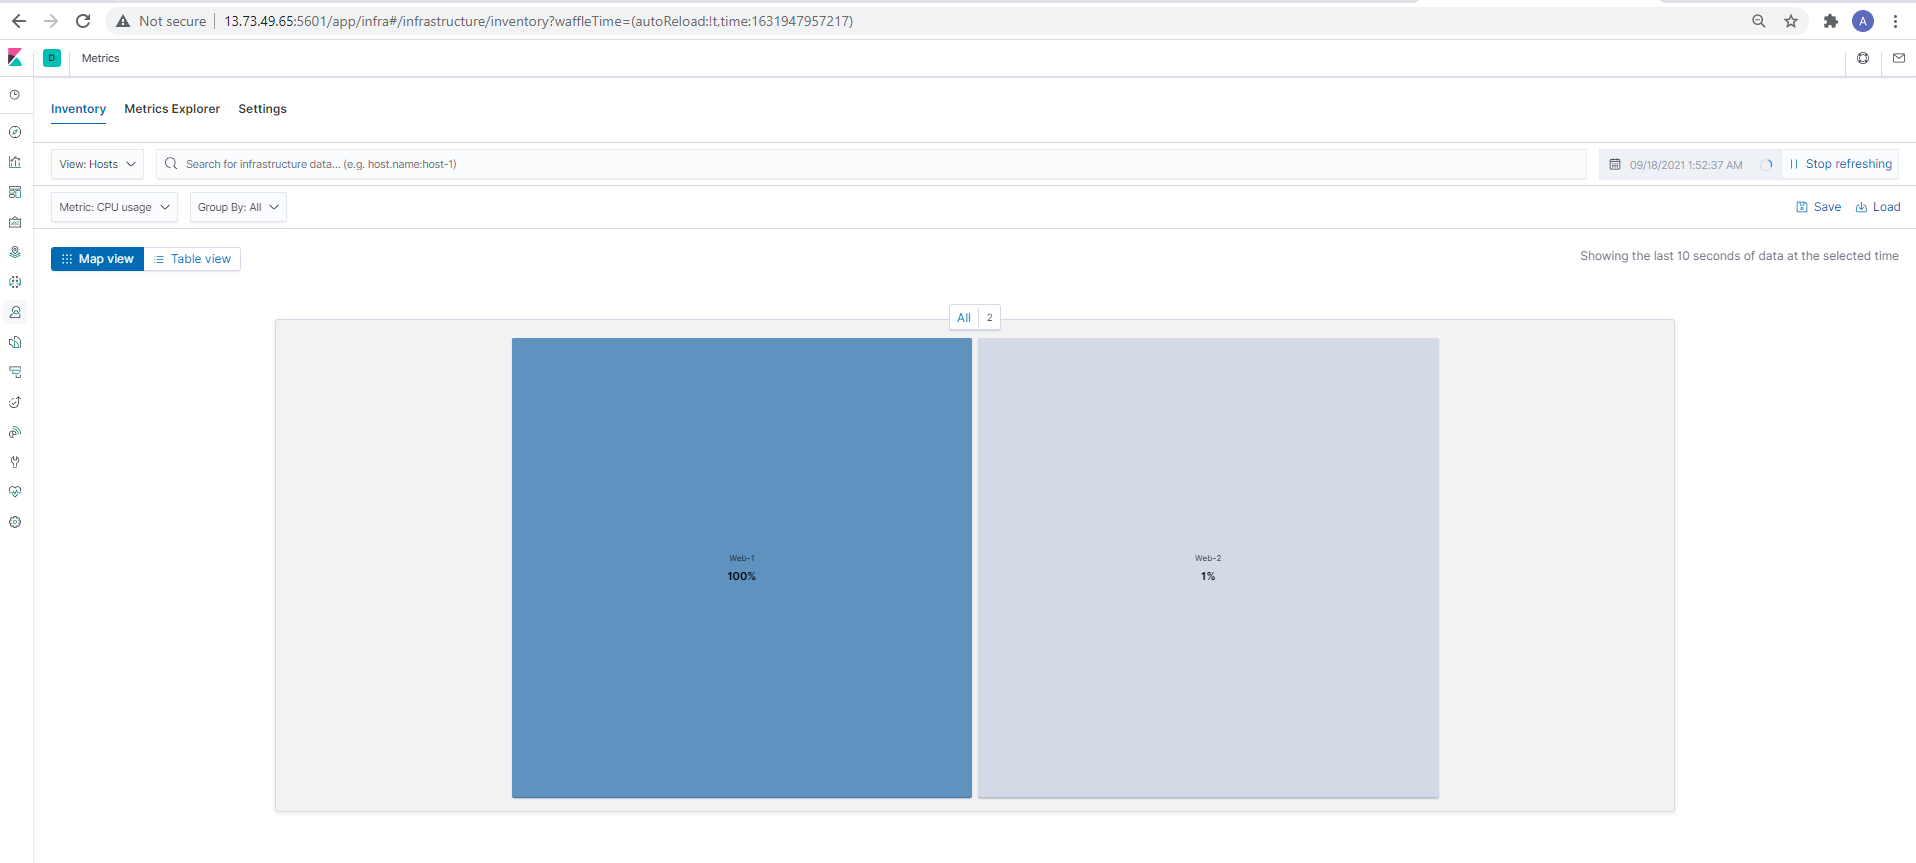 Not secure 13.73.49.65:5601/app/infra#/infrastructure/inventory?waffleTime=(autoReload:!t,time:1631947957217) A
D Metrics
Inventory Metrics Explorer Settings
View: Hosts Search for infrastructure data... (e.g. host.name:host-1) 09/18/2021 1:52:37 AM Stop refreshing
Metric: CPU usage Group By: All Save Load
Map view Table view Showing the last 10 seconds of data at the selected time
All 2
Web-1 Web-2
100% 1%